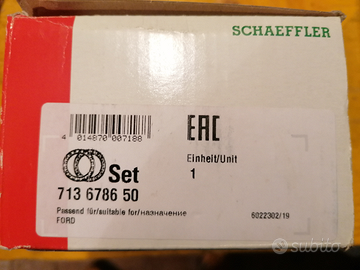 SCHAEFFLER
4 014870 007188
EAC
Set
Einheit/Unit
1
713 6786 50
Passend für/suitable for/назначение
FORD
6022302/19
subito